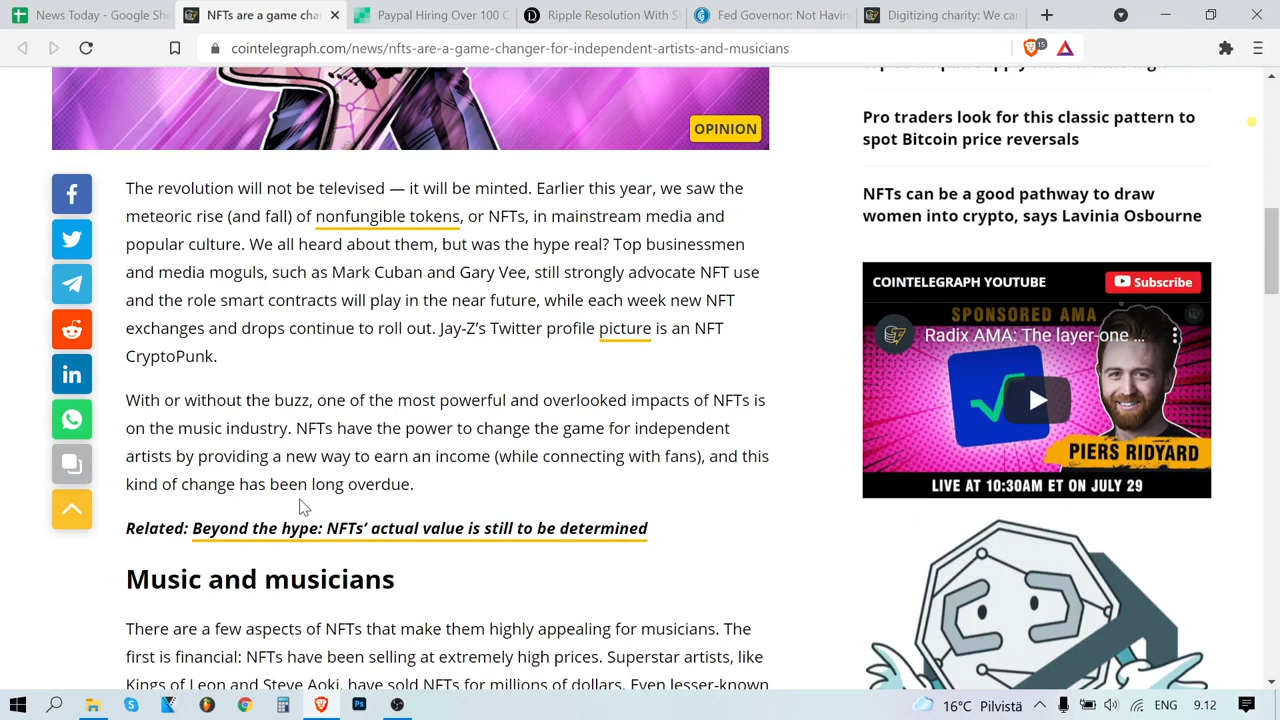 News Today - Google She
NFTs are a game cha
Paypal Hiring Over 100 C
Ripple Resolution With S
Fed Governor Not Havin
Digitizing charity: We can
cointelegraph.com/news/nfts-are-a-game-changer-for-independent-artists-and-musicians
15
OPINION
The revolution will not be televised — it will be minted. Earlier this year, we saw the
meteoric rise (and fall) of nonfungible tokens, or NFTs, in mainstream media and
popular culture. We all heard about them, but was the hype real? Top businessmen
and media moguls, such as Mark Cuban and Gary Vee, still strongly advocate NFT use
and the role smart contracts will play in the near future, while each week new NFT
exchanges and drops continue to roll out. Jay-Z’s Twitter profile picture is an NFT
CryptoPunk.
With or without the buzz, one of the most powerful and overlooked impacts of NFTs is
on the music industry. NFTs have the power to change the game for independent
artists by providing a new way to earn an income (while connecting with fans), and this
kind of change has been long overdue.
Related: Beyond the hype: NFTs’ actual value is still to be determined
Music and musicians
There are a few aspects of NFTs that make them highly appealing for musicians. The
first is financial: NFTs have been selling at extremely high prices. Superstar artists, like
Kings of Leon and Steve Aoki, have sold NFTs for millions of dollars. Even lesser-known
Pro traders look for this classic pattern to
spot Bitcoin price reversals
NFTs can be a good pathway to draw
women into crypto, says Lavinia Osbourne
COINTELEGRAPH YOUTUBE
Subscribe
SPONSORED AMA
Radix AMA: The layer-one ...
PIERS RIDYARD
LIVE AT 10:30AM ET ON JULY 29
16°C Pilvistä
ENG
9.12